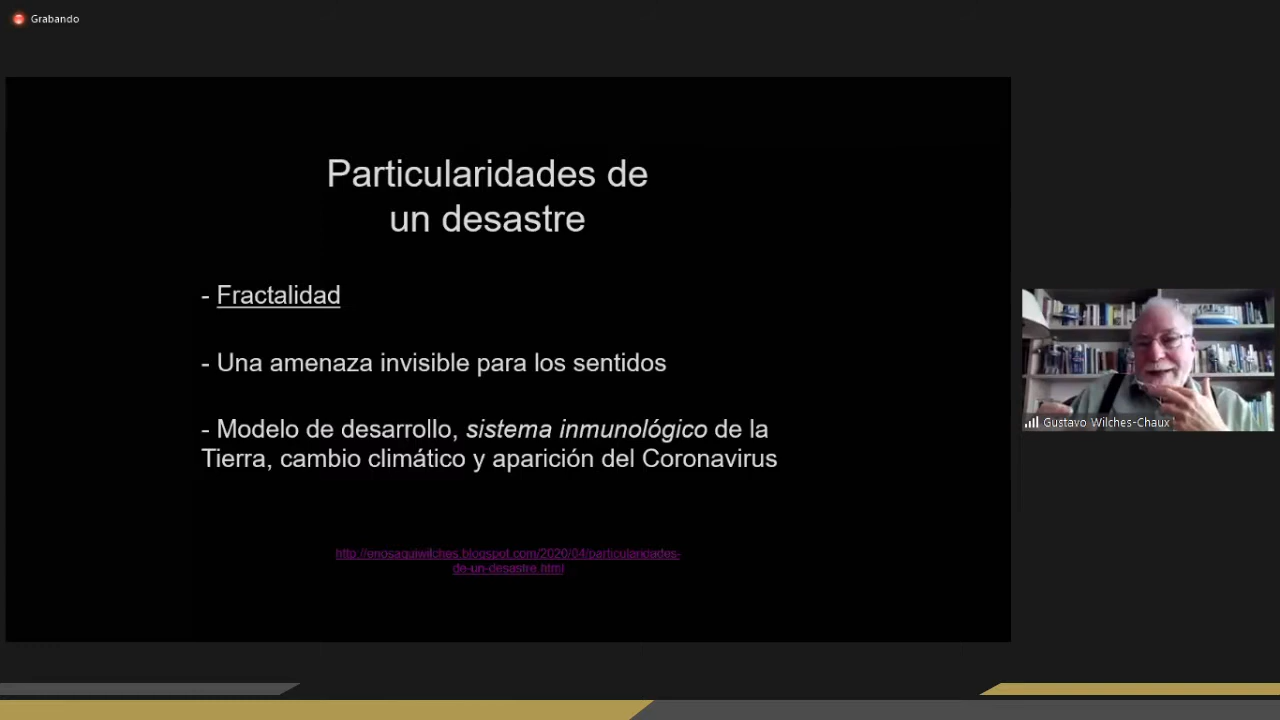 Grabando
Particularidades de
un desastre
- Fractalidad
- Una amenaza invisible para los sentidos
- Modelo de desarrollo, sistema inmunológico de la
Tierra, cambio climático y aparición del Coronavirus
http://enosaquiwilches.blogspot.com/2020/04/particularidades-
de-un-desastre.html
Gustavo Wilches-Chaux